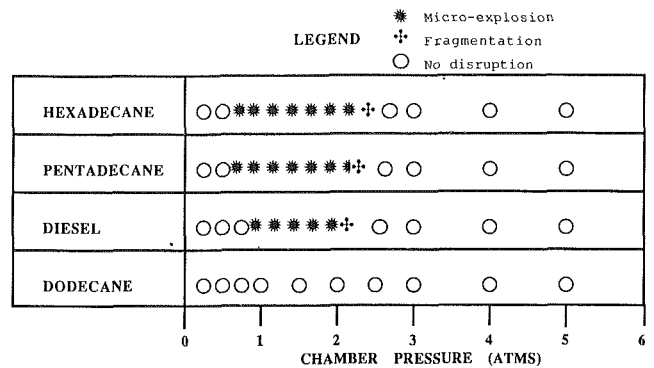 LEGEND
Micro-explosion
Fragmentation
No disruption
HEXADECANE
PENTADECANE
DIESEL
DODECANE
0 1 2 3 4 5 6
CHAMBER PRESSURE (ATMS)